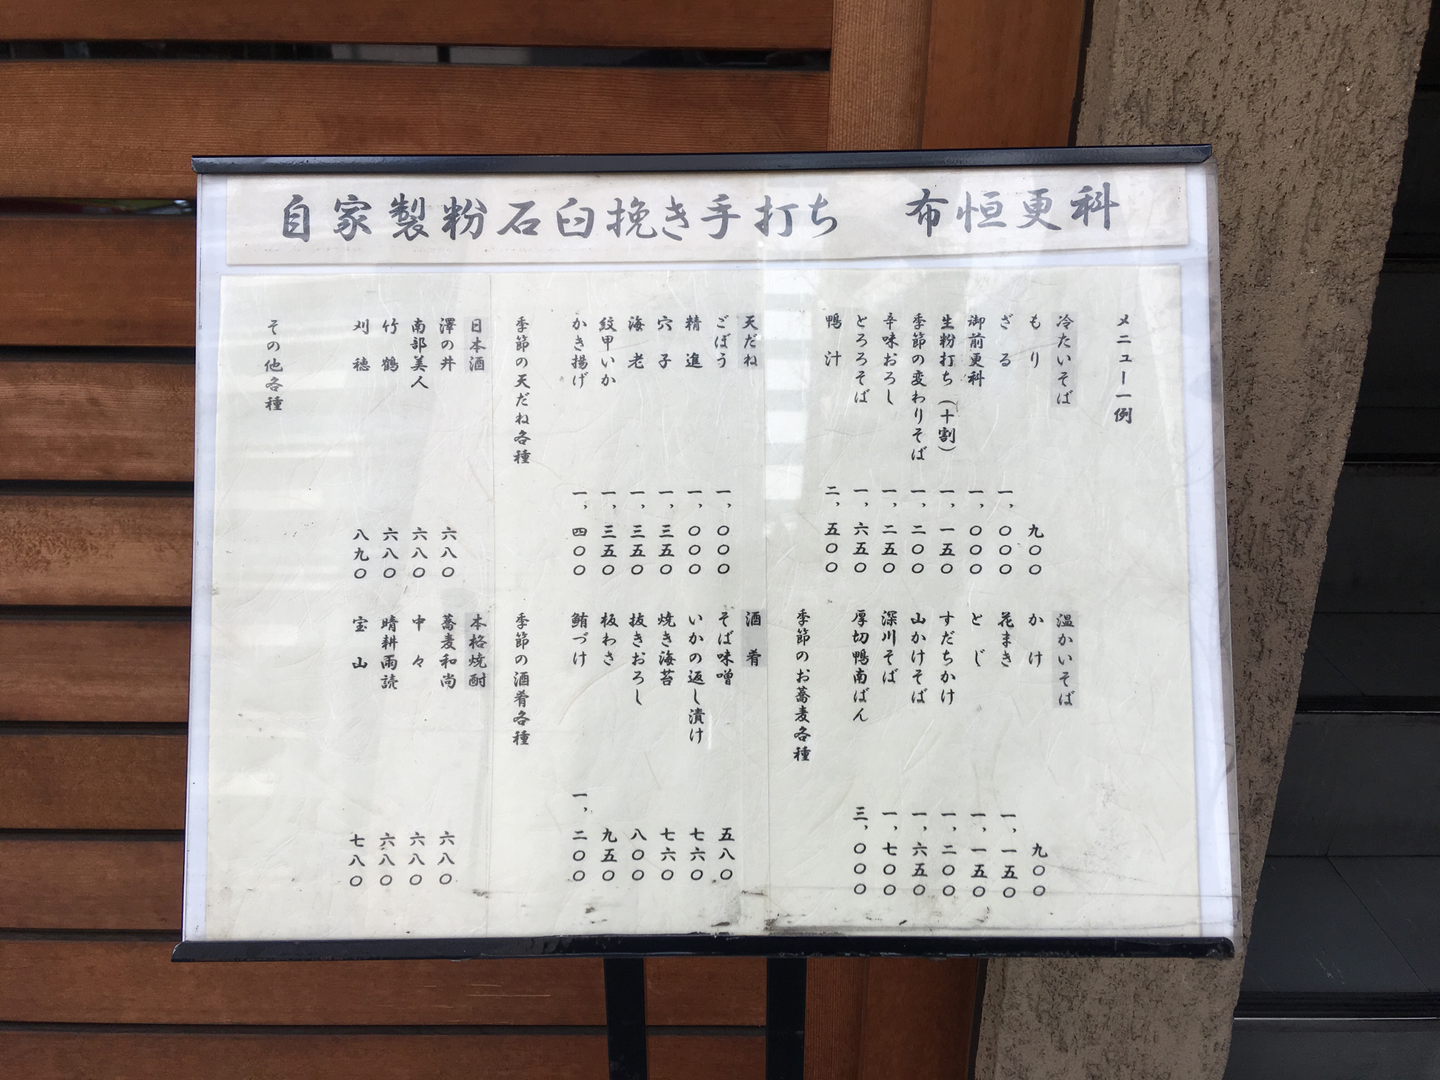 自家製粉石臼挽き手打ち 布恒更科
メニュー一例
冷たいそば
もり 九〇〇
ざる 一，〇〇〇
御前更科 一，〇〇〇
生粉打ち（十割） 一，一五〇
季節の変わりそば 一，二〇〇
辛味おろし 一，二五〇
とろろそば 一，六五〇
鴨汁 二，五〇〇
温かいそば
かけ 九〇〇
花まき 一，一五〇
とじ 一，一五〇
すだちかけ 一，二〇〇
山かけそば 一，六五〇
深川そば 一，七〇〇
厚切鴨南ばん 三，〇〇〇
季節のお蕎麦各種
天だね
ごぼう 一，〇〇〇
精進 一，〇〇〇
穴子 一，三五〇
海老 一，三五〇
紋甲いか 一，三五〇
かき揚げ 一，四〇〇
季節の天だね各種
酒肴
そば味噌 五八〇
いかの返し漬け 七六〇
焼き海苔 七六〇
抜きおろし 八〇〇
板わさ 九五〇
鮪づけ 一，二〇〇
季節の酒肴各種
日本酒
澤の井 六八〇
南部美人 六八〇
竹鶴 六八〇
刈穂 八九〇
本格焼酎
蕎麦和尚 六八〇
中々 六八〇
晴耕雨読 六八〇
宝山 七八〇
その他各種